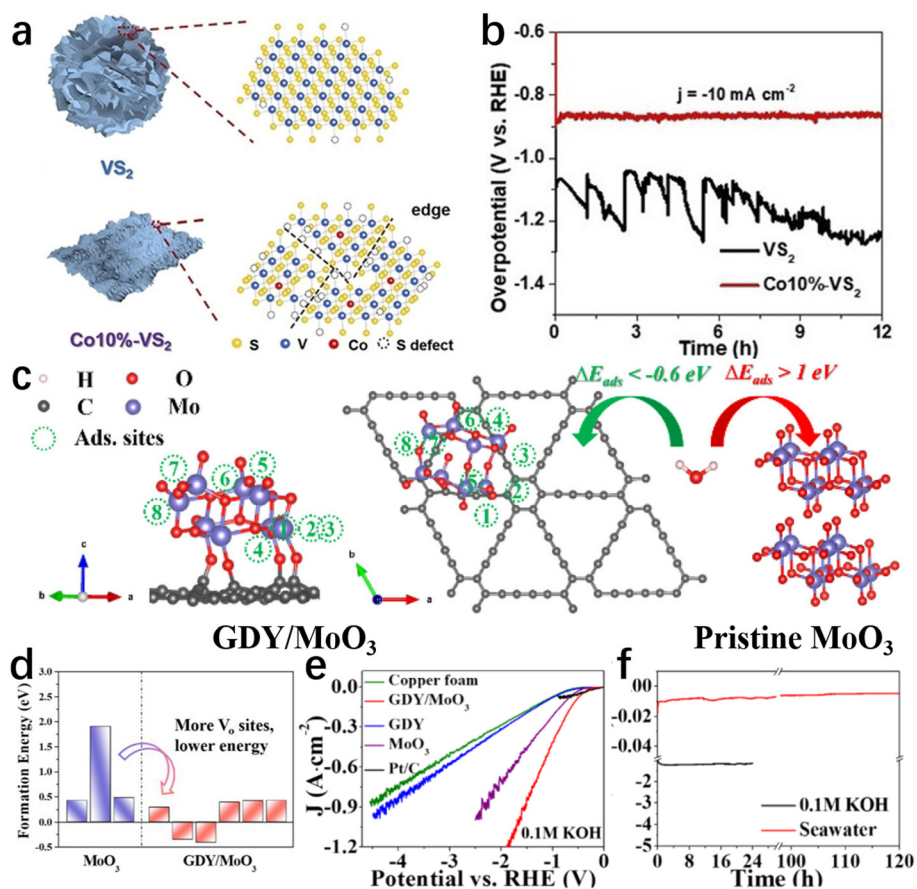 a
VS₂
edge
Co10%-VS₂
S V Co S defect
b
Overpotential (V vs. RHE)
-0.6
-0.8
-1.0
-1.2
-1.4
j = -10 mA cm⁻²
VS₂
Co10%-VS₂
0 3 6 9 12
Time (h)
c
H O
C Mo
Ads. sites
7 6 5
8
4 1 2 3
c
b a
6 4
8 7 3
5 2
1
b
a
ΔE_ads < -0.6 eV
ΔE_ads > 1 eV
GDY/MoO₃
Pristine MoO₃
d
Formation Energy (eV)
3.0
2.5
2.0
1.5
1.0
0.5
0.0
-0.5
More Vₒ sites,
lower energy
MoO₃ GDY/MoO₃
e
J (A·cm⁻²)
0.0
-0.3
-0.6
-0.9
-1.2
Copper foam
GDY/MoO₃
GDY
MoO₃
Pt/C
0.1M KOH
-4 -3 -2 -1 0
Potential vs. RHE (V)
f
.00
-0.02
-0.04
-2
-3
-4
-5
0.1M KOH
Seawater
0 8 16 24 100 120
Time (h)